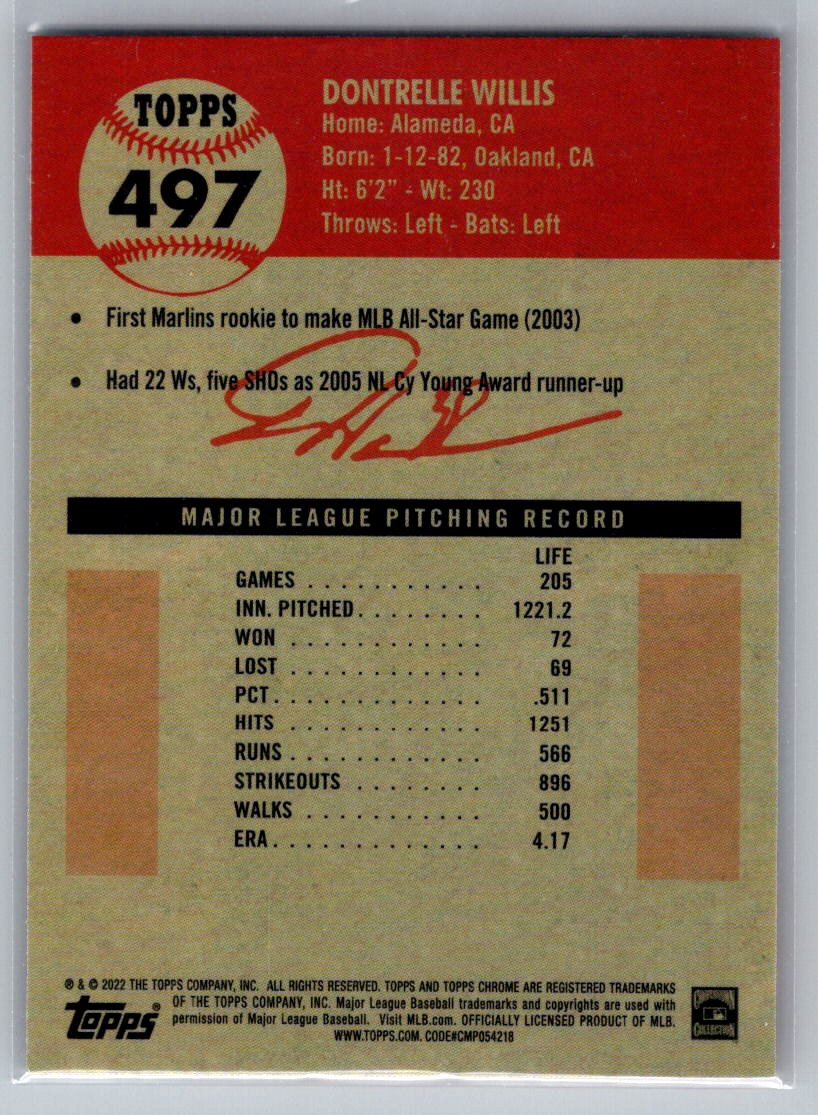 TOPPS
497
DONTRELLE WILLIS
Home: Alameda, CA
Born: 1-12-82, Oakland, CA
Ht: 6'2" - Wt: 230
Throws: Left - Bats: Left
• First Marlins rookie to make MLB All-Star Game (2003)
• Had 22 Ws, five SHOs as 2005 NL Cy Young Award runner-up
MAJOR LEAGUE PITCHING RECORD
LIFE
GAMES . . . . . . . . . . . . 205
INN. PITCHED . . . . . . . . 1221.2
WON . . . . . . . . . . . . 72
LOST . . . . . . . . . . . . 69
PCT . . . . . . . . . . . . . .511
HITS . . . . . . . . . . . . 1251
RUNS . . . . . . . . . . . . 566
STRIKEOUTS . . . . . . . . 896
WALKS . . . . . . . . . . . 500
ERA . . . . . . . . . . . . . 4.17
® & © 2022 THE TOPPS COMPANY, INC. ALL RIGHTS RESERVED. TOPPS AND TOPPS CHROME ARE REGISTERED TRADEMARKS
OF THE TOPPS COMPANY, INC. Major League Baseball trademarks and copyrights are used with
permission of Major League Baseball. Visit MLB.com. OFFICIALLY LICENSED PRODUCT OF MLB.
WWW.TOPPS.COM. CODE#CMP054218
Topps®
COLLECTION